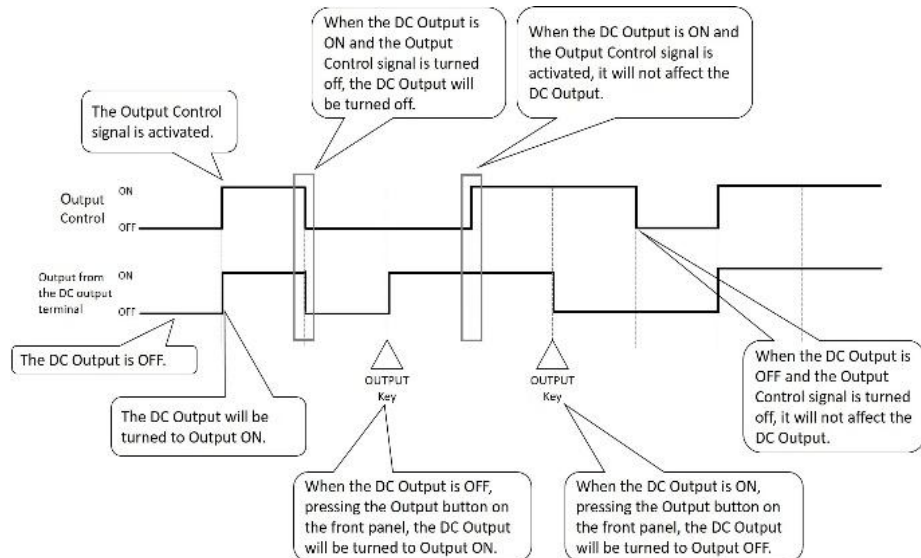 When the DC Output is
ON and the Output
Control signal is turned
off, the DC Output will
be turned off.
When the DC Output is ON and
the Output Control signal is
activated, it will not affect the
DC Output.
The Output Control
signal is activated.
Output
Control
ON
OFF
Output from
the DC output
terminal
ON
OFF
The DC Output is OFF.
The DC Output will be
turned to Output ON.
OUTPUT
Key
OUTPUT
Key
When the DC Output is
OFF and the Output
Control signal is turned
off, it will not affect
the DC Output.
When the DC Output is OFF,
pressing the Output button on
the front panel, the DC Output
will be turned to Output ON.
When the DC Output is ON,
pressing the Output button on
the front panel, the DC Output
will be turned to Output OFF.